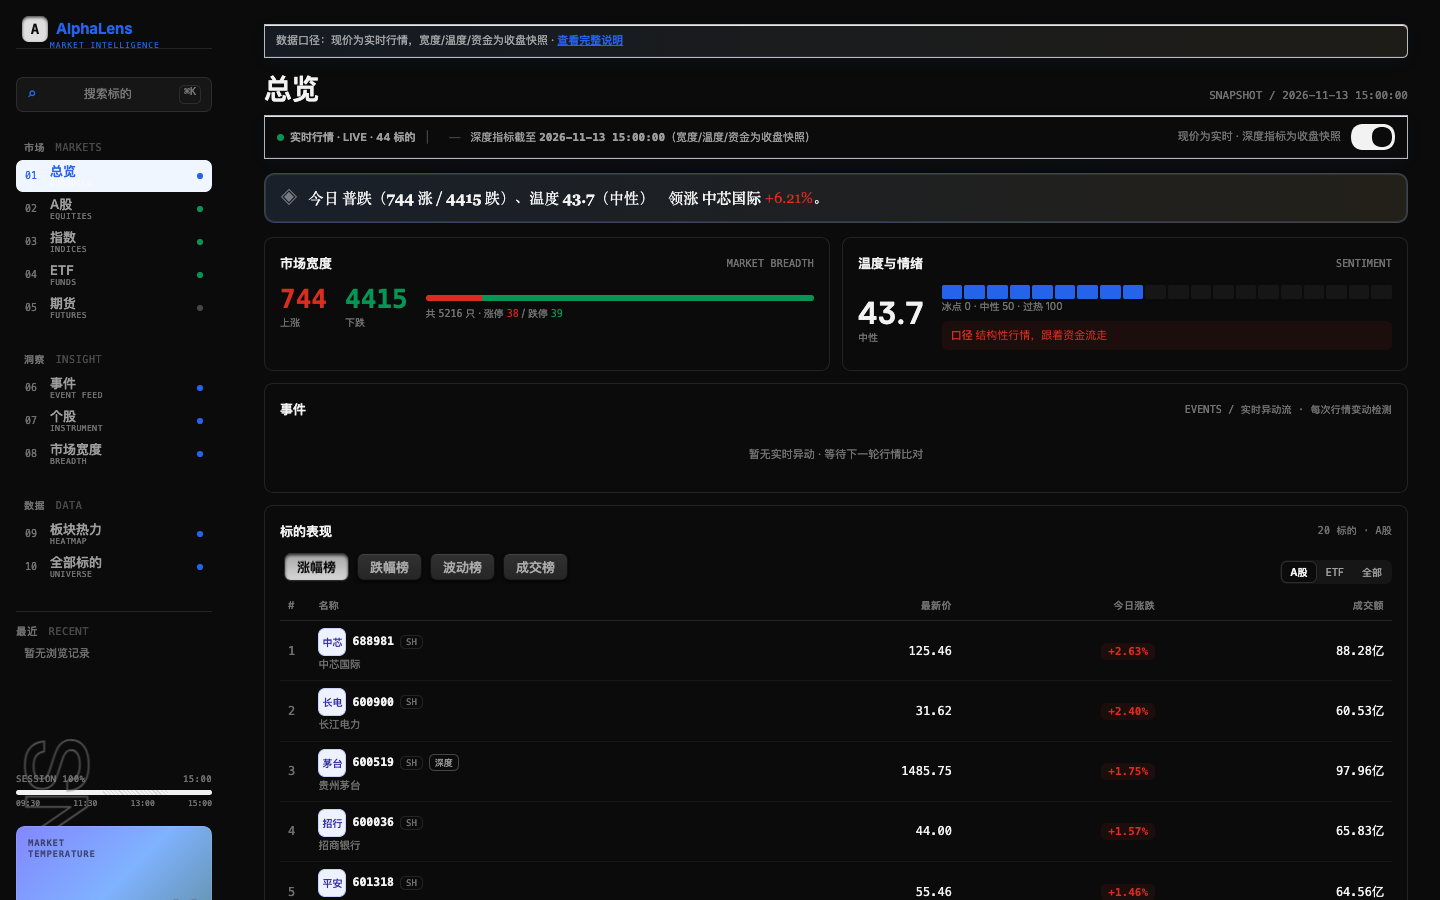 A AlphaLens
MARKET INTELLIGENCE
搜索标的 ⌘K
市场 MARKETS
01 总览
02 A股
EQUITIES
03 指数
INDICES
04 ETF
FUNDS
05 期货
FUTURES
洞察 INSIGHT
06 事件
EVENT FEED
07 个股
INSTRUMENT
08 市场宽度
BREADTH
数据 DATA
09 板块热力
HEATMAP
10 全部标的
UNIVERSE
最近 RECENT
暂无浏览记录
NS
SESSION 100% 15:00
09:30 11:30 13:00 15:00
MARKET
TEMPERATURE
数据口径：现价为实时行情，宽度/温度/资金为收盘快照 · 查看完整说明
总览
SNAPSHOT / 2026-11-13 15:00:00
实时行情 · LIVE · 44 标的 │ — 深度指标截至 2026-11-13 15:00:00（宽度/温度/资金为收盘快照）
现价为实时 · 深度指标为收盘快照
◈ 今日 普跌（744 涨 / 4415 跌）、温度 43.7（中性） 领涨 中芯国际 +6.21%。
市场宽度 MARKET BREADTH
744 4415
上涨 下跌
共 5216 只 · 涨停 38 / 跌停 39
温度与情绪 SENTIMENT
43.7
中性
冰点 0 · 中性 50 · 过热 100
口径 结构性行情，跟着资金流走
事件 EVENTS / 实时异动流 · 每次行情变动检测
暂无实时异动 · 等待下一轮行情比对
标的表现 20 标的 · A股
涨幅榜 跌幅榜 波动榜 成交榜
A股 ETF 全部
# 名称 最新价 今日涨跌 成交额
1 中芯 688981 SH 125.46 +2.63% 88.28亿
中芯国际
2 长电 600900 SH 31.62 +2.40% 60.53亿
长江电力
3 茅台 600519 SH 深度 1485.75 +1.75% 97.96亿
贵州茅台
4 招行 600036 SH 44.00 +1.57% 65.83亿
招商银行
5 平安 601318 SH 55.46 +1.46% 64.56亿